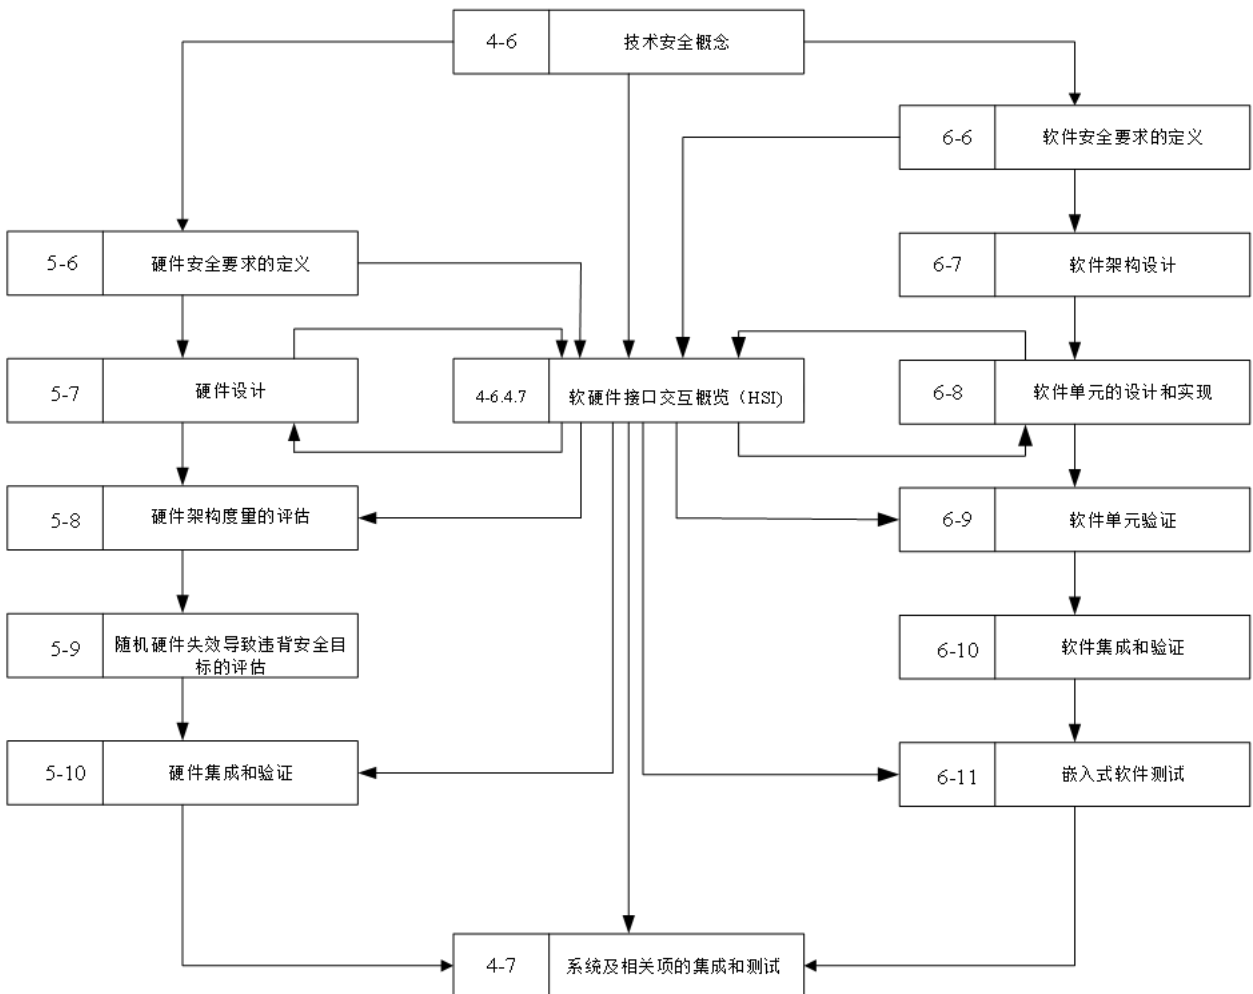 4-6 技术安全概念
6-6 软件安全要求的定义
5-6 硬件安全要求的定义
6-7 软件架构设计
5-7 硬件设计
4-6.4.7 软硬件接口交互概览（HSI)
6-8 软件单元的设计和实现
5-8 硬件架构度量的评估
6-9 软件单元验证
5-9 随机硬件失效导致违背安全目
标的评估
6-10 软件集成和验证
5-10 硬件集成和验证
6-11 嵌入式软件测试
4-7 系统及相关项的集成和测试